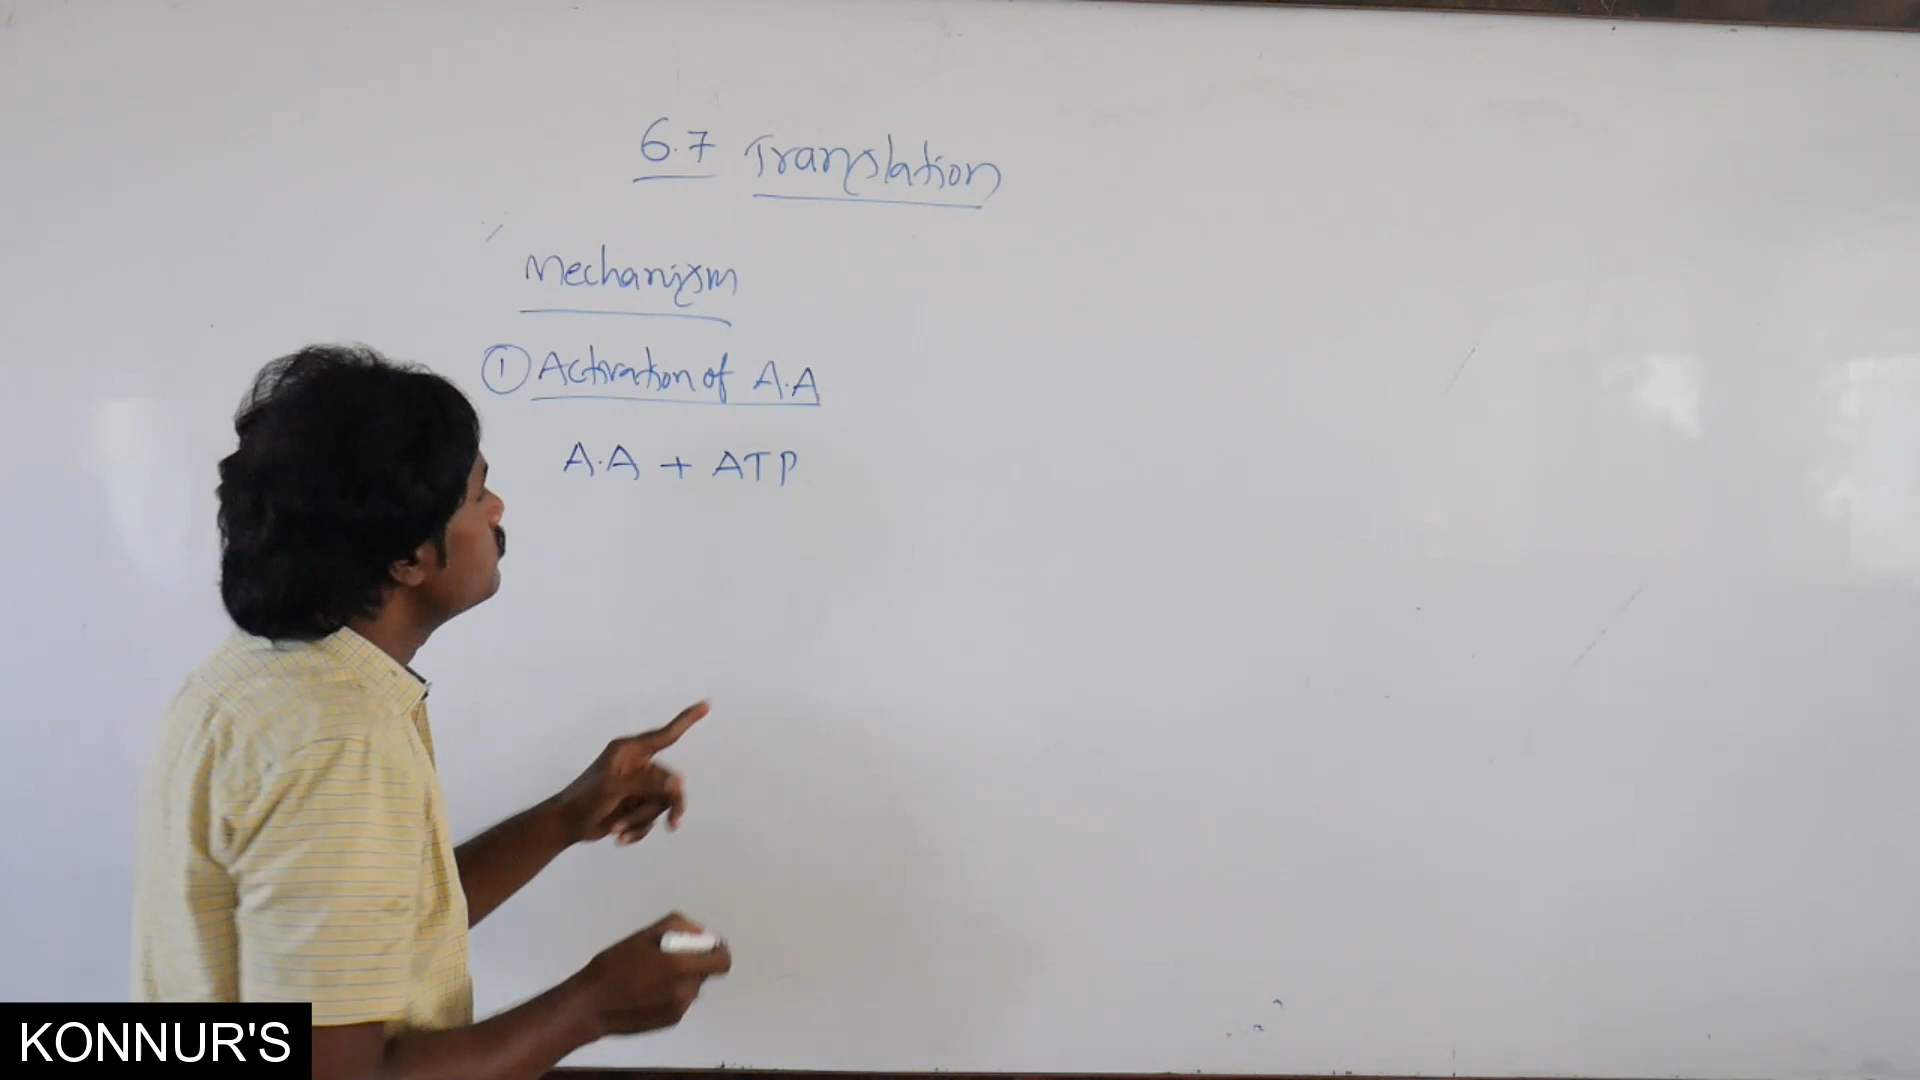 6.7 Translation
Mechanism
① Activation of A.A
A.A + ATP
KONNUR'S